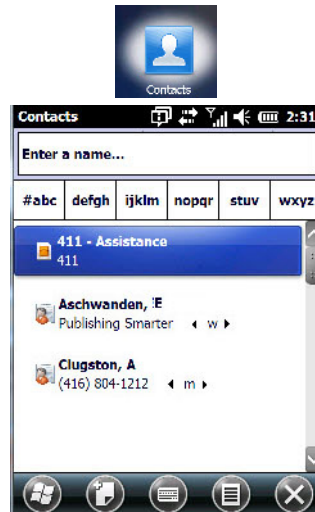 Contacts
Contacts 2:31
Enter a name...
#abc defgh ijklm nopqr stuv wxyz
411 - Assistance
411
Aschwanden, E
Publishing Smarter w
Clugston, A
(416) 804-1212 m